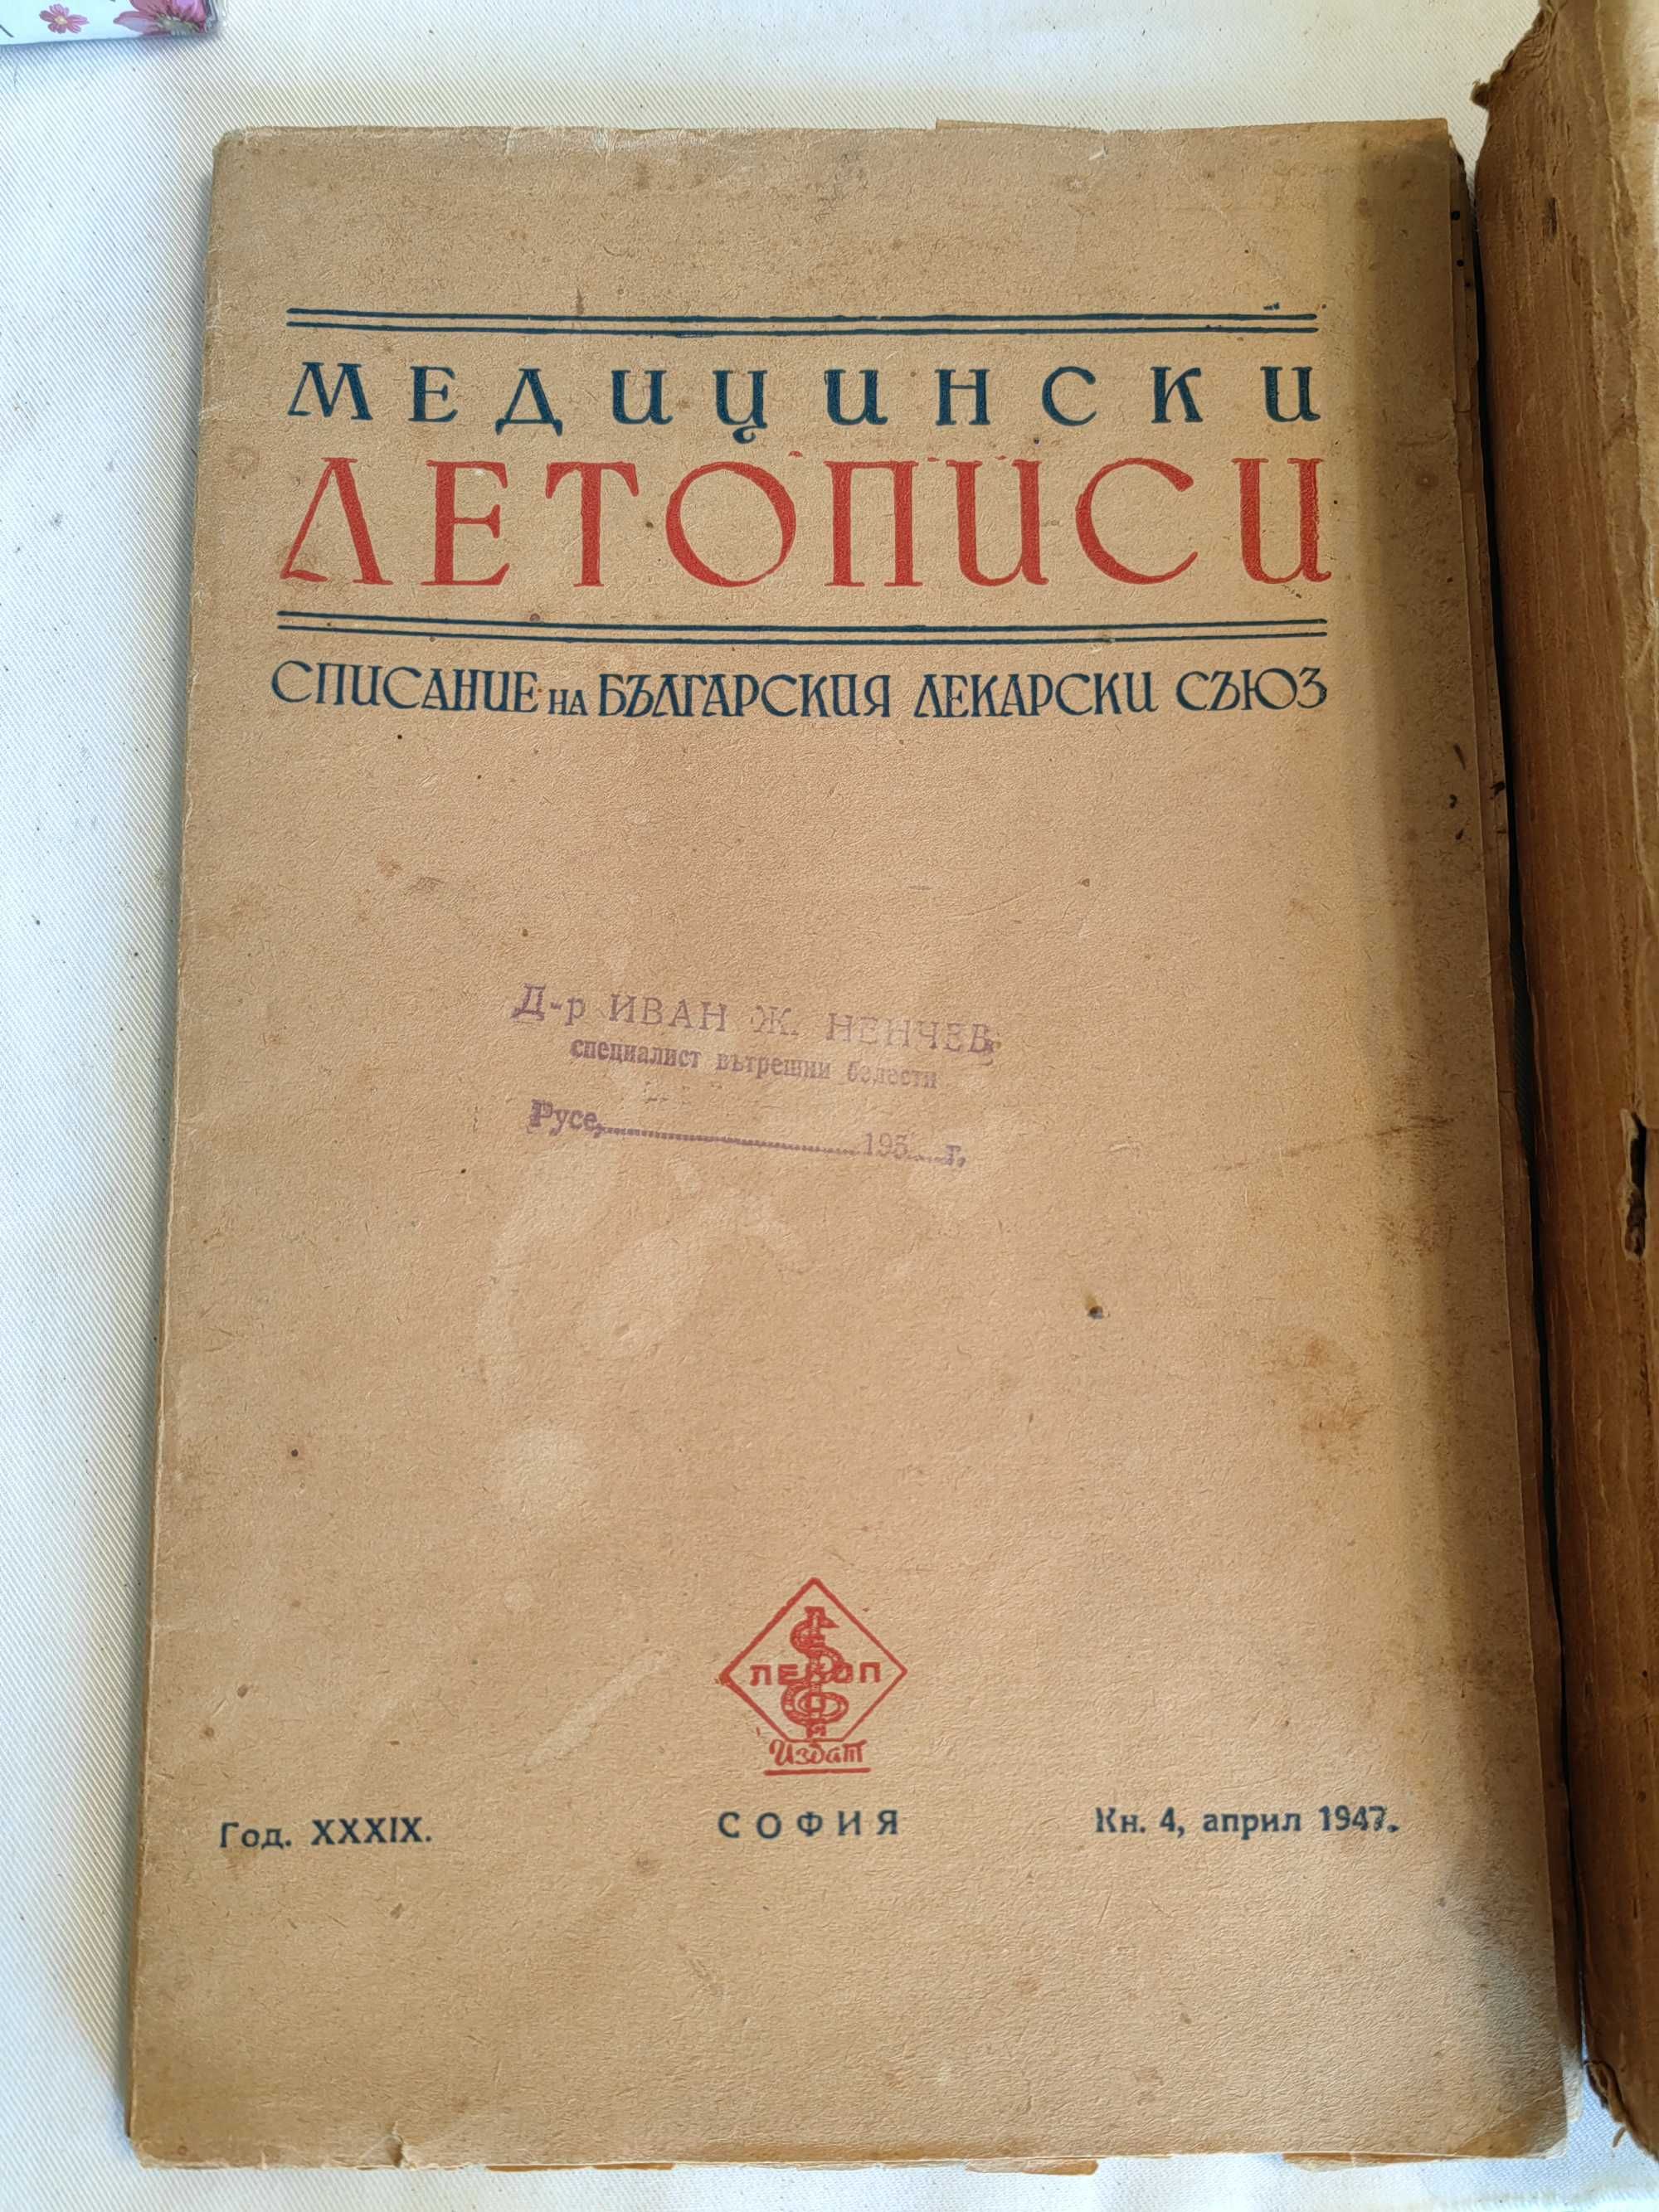 МЕДИЦИНСКИ
ЛЕТОПИСИ
СПИСАНИЕ НА БЪЛГАРСКИЯ ЛЕКАРСКИ СЪЮЗ
Д-р ИВАН Ж. НЕНЧЕВ
специалист вътрешни болести
Русе, 195 г.
ЛЕКОП
Издат
Год. XXXIX.
СОФИЯ
Кн. 4, април 1947.